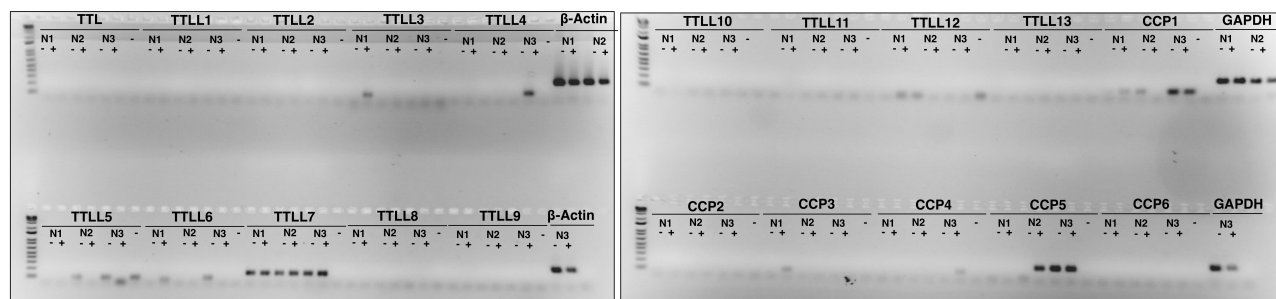 TTL TTLL1 TTLL2 TTLL3 TTLL4 β-Actin
N1 N2 N3 - N1 N2 N3 - N1 N2 N3 - N1 N2 N3 - N1 N2 N3 - N1 N2
- + - + - + - + - + - + - + - + - + - + - + - + - + - + - + - + - +
TTLL5 TTLL6 TTLL7 TTLL8 TTLL9 β-Actin
N1 N2 N3 - N1 N2 N3 - N1 N2 N3 - N1 N2 N3 - N1 N2 N3 - N3
- + - + - + - + - + - + - + - + - + - + - + - + - + - + - + - +
TTLL10 TTLL11 TTLL12 TTLL13 CCP1 GAPDH
N1 N2 N3 - N1 N2 N3 - N1 N2 N3 - N1 N2 N3 - N1 N2 N3 - N1 N2
- + - + - + - + - + - + - + - + - + - + - + - + - + - + - + - + - +
CCP2 CCP3 CCP4 CCP5 CCP6 GAPDH
N1 N2 N3 - N1 N2 N3 - N1 N2 N3 - N1 N2 N3 - N1 N2 N3 - N3
- + - + - + - + - + - + - + - + - + - + - + - + - + - + - + - +